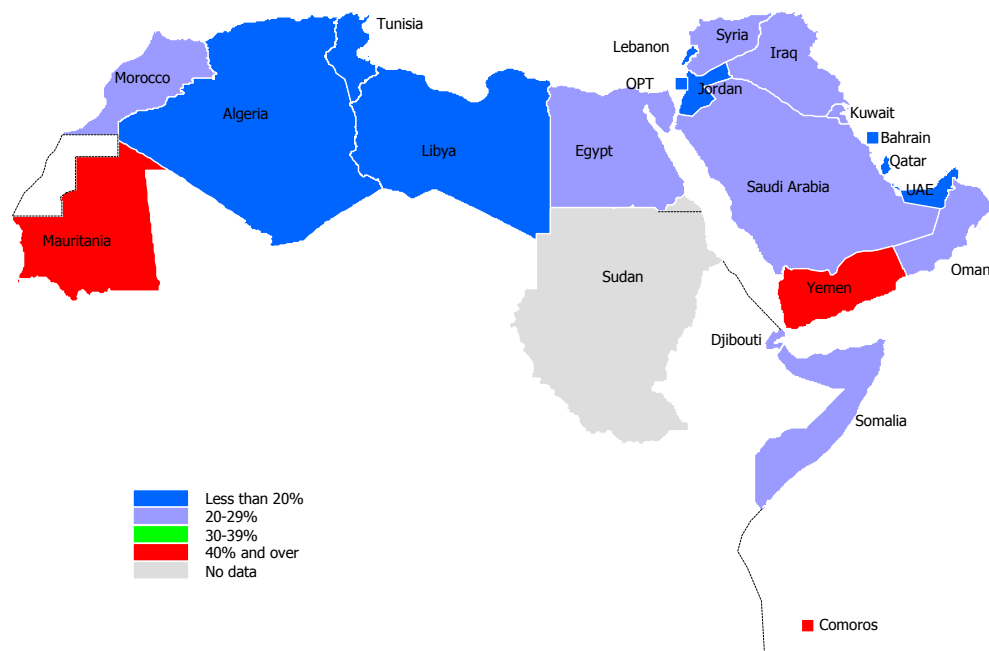 Tunisia
Syria
Lebanon
Iraq
Morocco
OPT
Jordan
Algeria
Kuwait
Bahrain
Libya
Egypt
Qatar
Saudi Arabia
UAE
Mauritania
Oman
Sudan
Yemen
Djibouti
Somalia
Less than 20%
20-29%
30-39%
40% and over
No data
Comoros